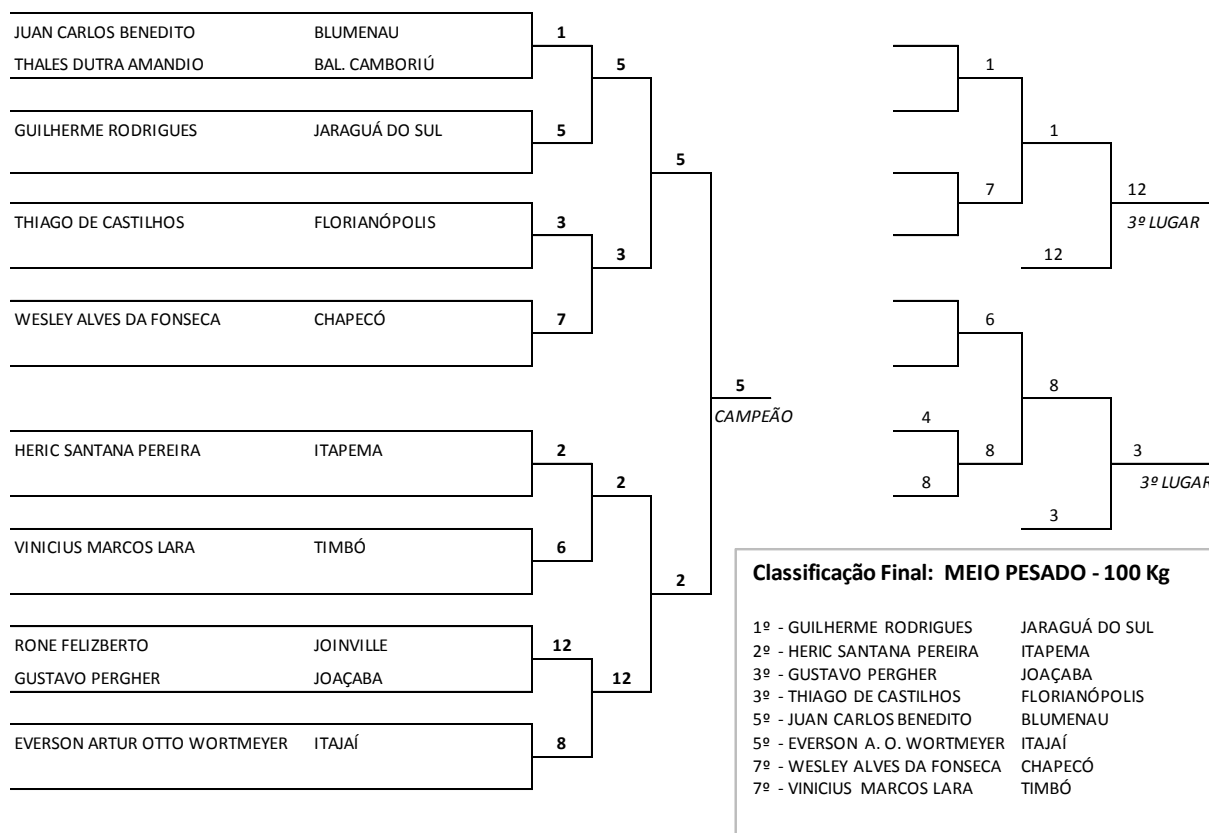 JUAN CARLOS BENEDITO BLUMENAU 1
THALES DUTRA AMANDIO BAL. CAMBORIÚ 5 1
GUILHERME RODRIGUES JARAGUÁ DO SUL 5 1
5
THIAGO DE CASTILHOS FLORIANÓPOLIS 3 7 12
3º LUGAR
3 12
WESLEY ALVES DA FONSECA CHAPECÓ 7 6
5 8
CAMPEÃO 4
HERIC SANTANA PEREIRA ITAPEMA 2 8 3
3º LUGAR
2 8
3
VINICIUS MARCOS LARA TIMBÓ 6
2
RONE FELIZBERTO JOINVILLE 12
GUSTAVO PERGHER JOAÇABA 12
EVERSON ARTUR OTTO WORTMEYER ITAJAÍ 8
Classificação Final: MEIO PESADO - 100 Kg
1º - GUILHERME RODRIGUES JARAGUÁ DO SUL
2º - HERIC SANTANA PEREIRA ITAPEMA
3º - GUSTAVO PERGHER JOAÇABA
3º - THIAGO DE CASTILHOS FLORIANÓPOLIS
5º - JUAN CARLOS BENEDITO BLUMENAU
5º - EVERSON A. O. WORTMEYER ITAJAÍ
7º - WESLEY ALVES DA FONSECA CHAPECÓ
7º - VINICIUS MARCOS LARA TIMBÓ